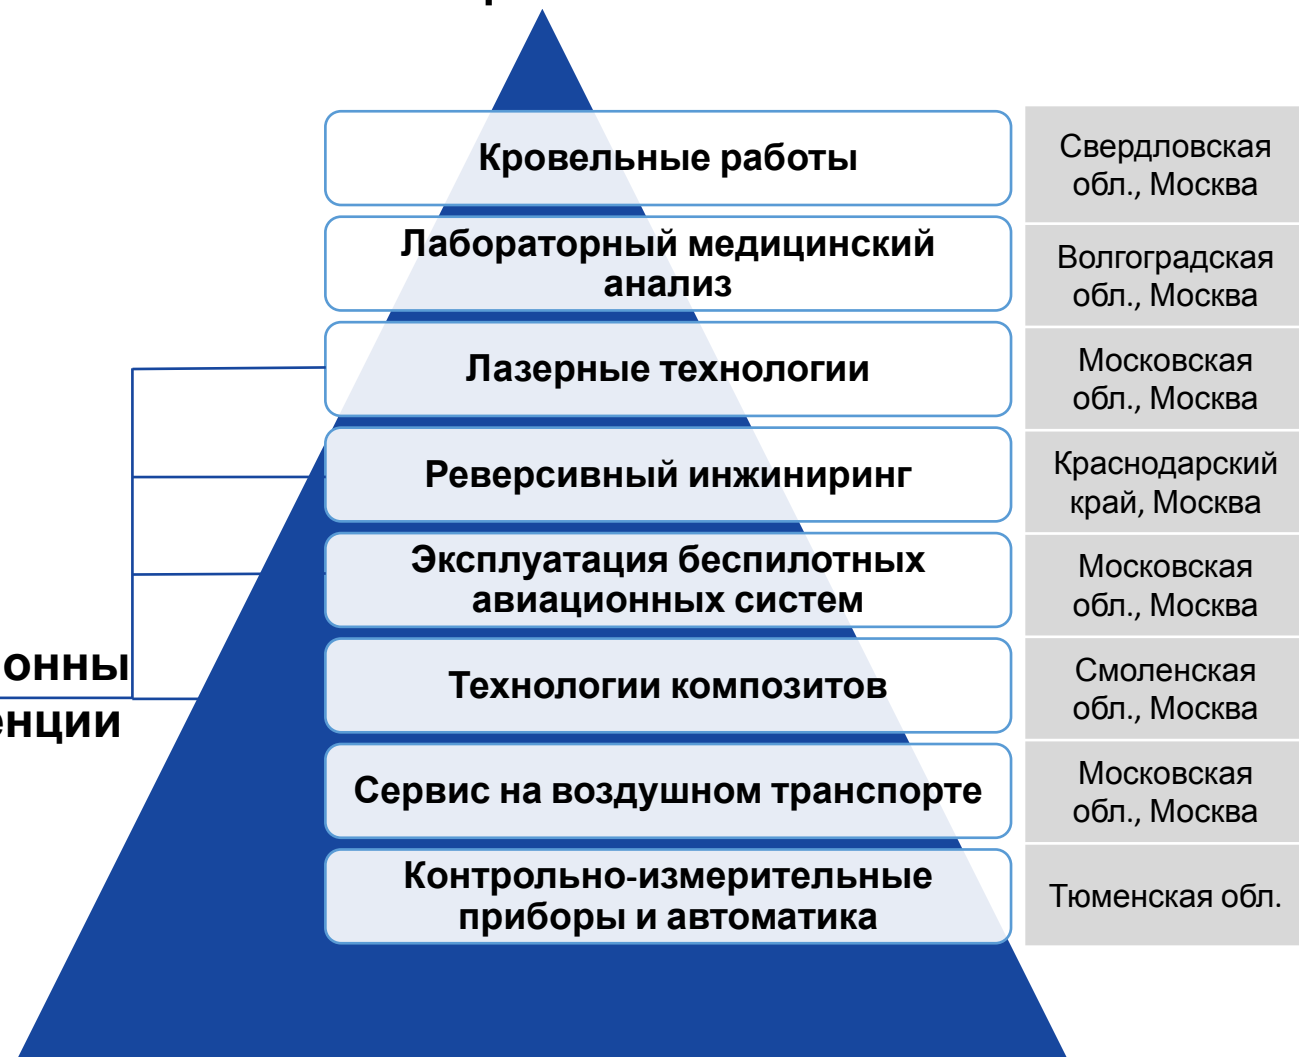 Кровельные работы
Свердловская
обл., Москва
Лабораторный медицинский
анализ
Волгоградская
обл., Москва
Лазерные технологии
Московская
обл., Москва
Реверсивный инжиниринг
Краснодарский
край, Москва
Эксплуатация беспилотных
авиационных систем
Московская
обл., Москва
онны
енции
Технологии композитов
Смоленская
обл., Москва
Сервис на воздушном транспорте
Московская
обл., Москва
Контрольно-измерительные
приборы и автоматика
Тюменская обл.